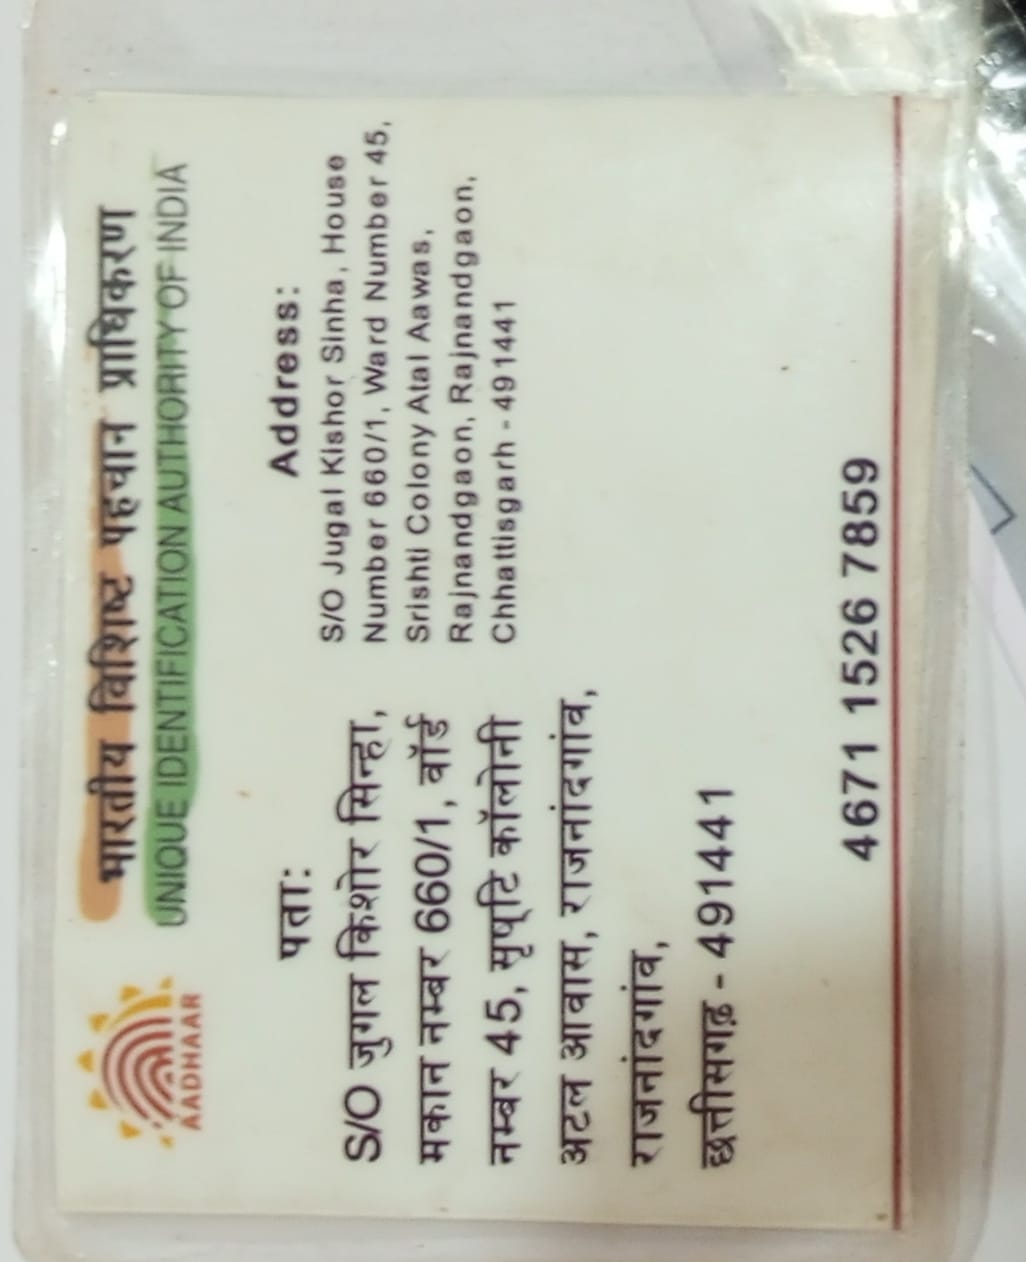 भारतीय विशिष्ट पहचान प्राधिकरण
UNIQUE IDENTIFICATION AUTHORITY OF INDIA
AADHAAR
पता:
S/O जुगल किशोर सिन्हा,
मकान नम्बर 660/1, वॉर्ड
नम्बर 45, सृष्टि कॉलोनी
अटल आवास, राजनांदगांव,
राजनांदगांव,
छत्तीसगढ़ - 491441
Address:
S/O Jugal Kishor Sinha, House
Number 660/1, Ward Number 45,
Srishti Colony Atal Aawas,
Rajnandgaon, Rajnandgaon,
Chhattisgarh - 491441
4671 1526 7859